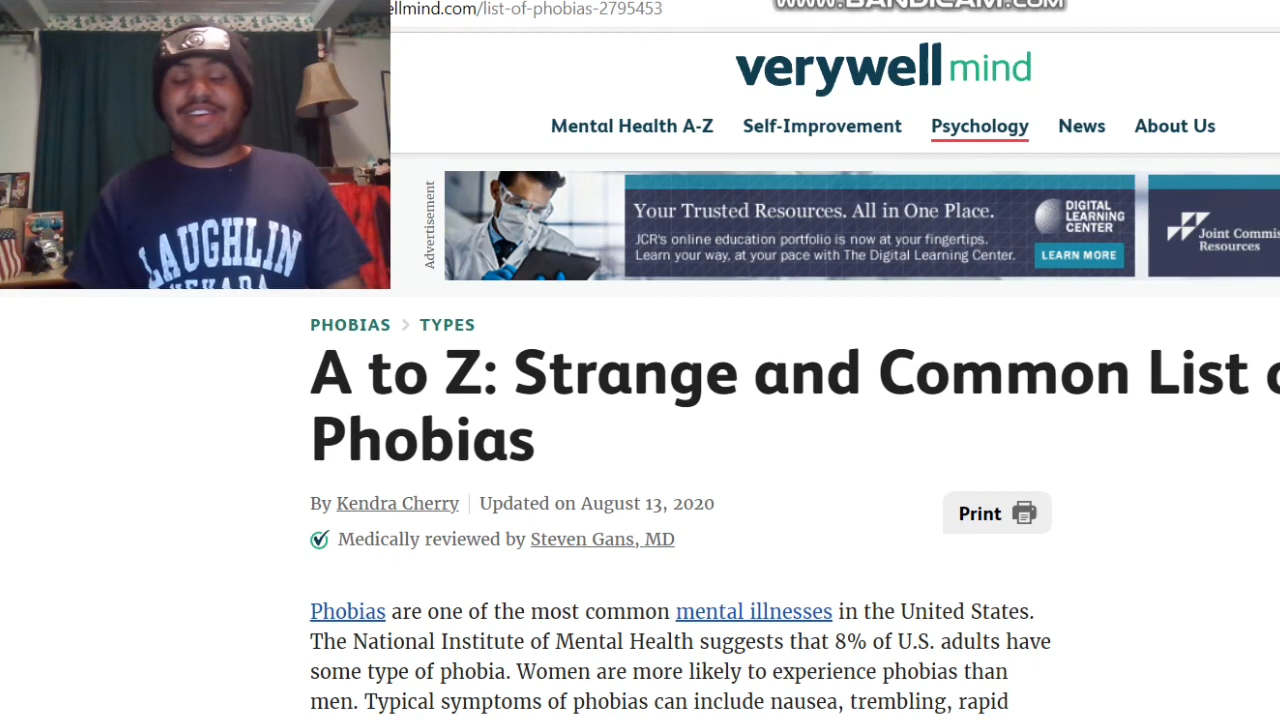 ellmind.com/list-of-phobias-2795453
www.BANDICAM.com
verywell mind
Mental Health A-Z Self-Improvement Psychology News About Us
Advertisement
Your Trusted Resources. All in One Place.
JCR's online education portfolio is now at your fingertips.
Learn your way, at your pace with The Digital Learning Center.
DIGITAL
LEARNING
CENTER
LEARN MORE
Joint Commis
Resources
LAUGHLIN
NEVADA
PHOBIAS > TYPES
A to Z: Strange and Common List o
Phobias
By Kendra Cherry | Updated on August 13, 2020
Print
Medically reviewed by Steven Gans, MD
Phobias are one of the most common mental illnesses in the United States.
The National Institute of Mental Health suggests that 8% of U.S. adults have
some type of phobia. Women are more likely to experience phobias than
men. Typical symptoms of phobias can include nausea, trembling, rapid